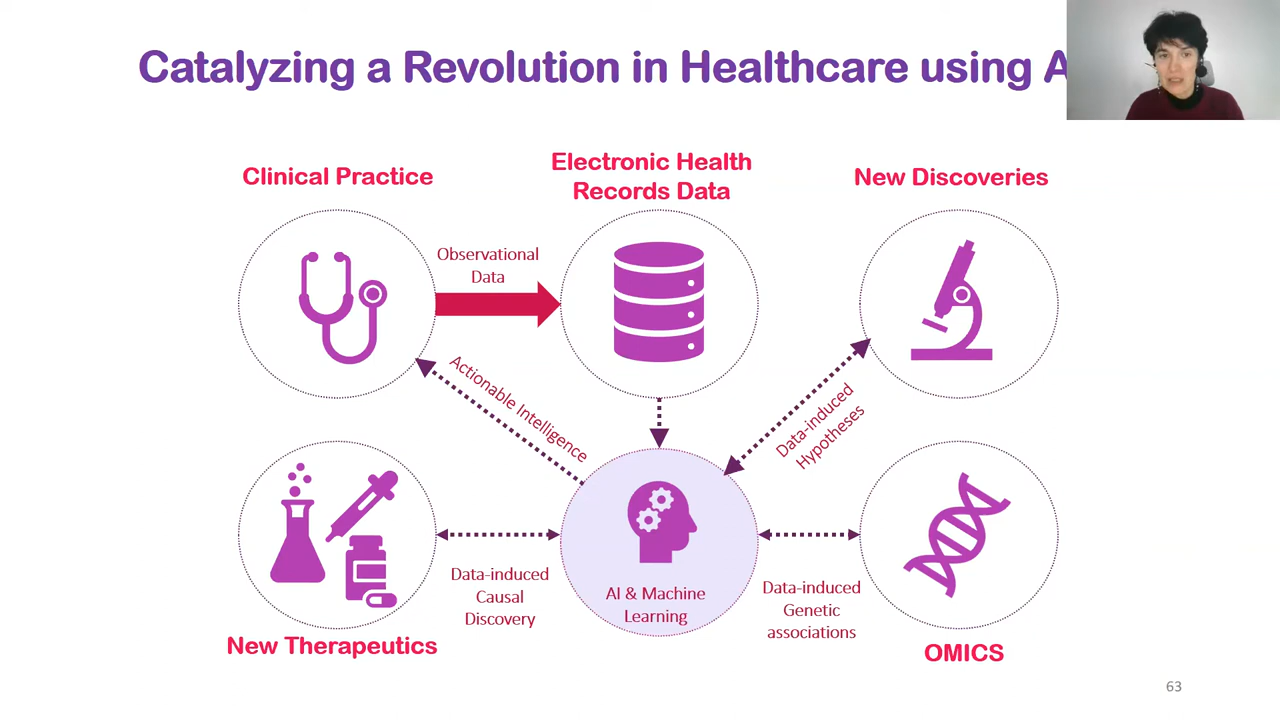 Catalyzing a Revolution in Healthcare using
Clinical Practice
Electronic Health
Records Data
New Discoveries
Observational
Data
Actionable Intelligence
Data-induced
Hypotheses
Data-induced
Causal
Discovery
AI & Machine
Learning
Data-induced
Genetic
associations
New Therapeutics
OMICS
63